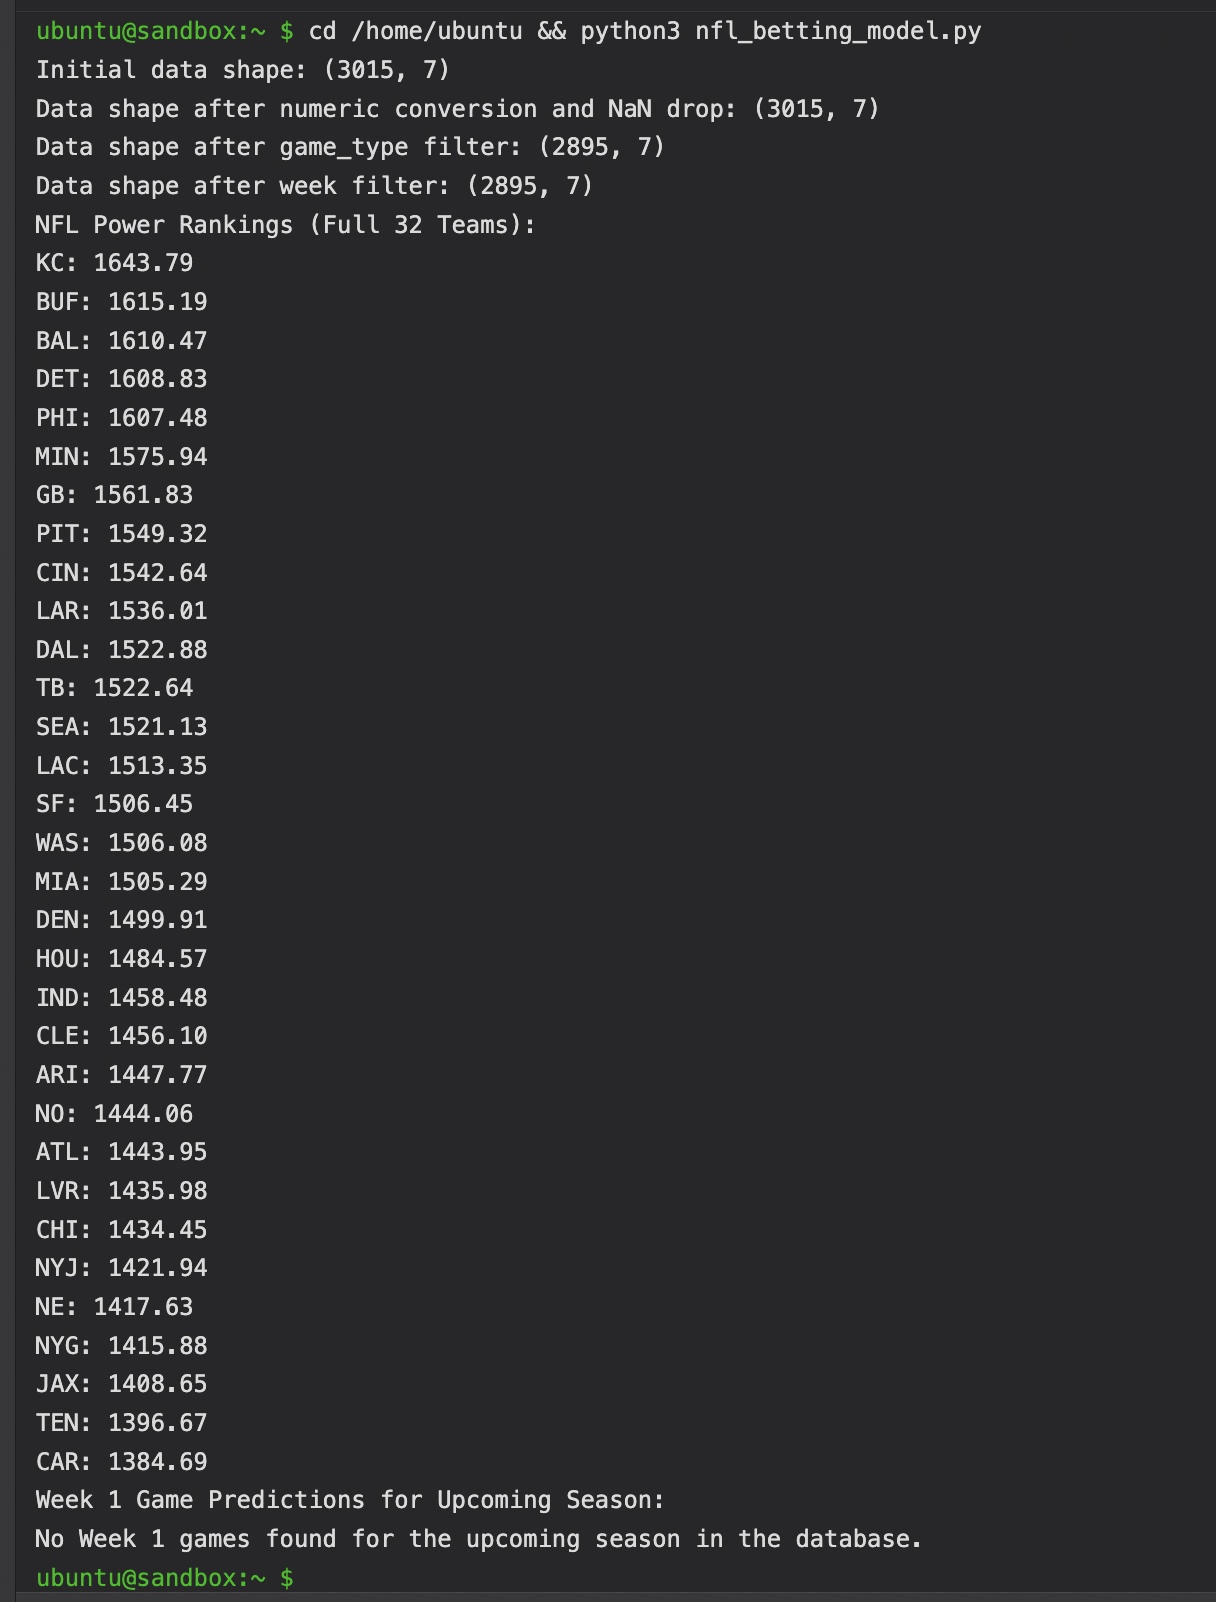 ubuntu@sandbox:~ $ cd /home/ubuntu && python3 nfl_betting_model.py
Initial data shape: (3015, 7)
Data shape after numeric conversion and NaN drop: (3015, 7)
Data shape after game_type filter: (2895, 7)
Data shape after week filter: (2895, 7)
NFL Power Rankings (Full 32 Teams):
KC: 1643.79
BUF: 1615.19
BAL: 1610.47
DET: 1608.83
PHI: 1607.48
MIN: 1575.94
GB: 1561.83
PIT: 1549.32
CIN: 1542.64
LAR: 1536.01
DAL: 1522.88
TB: 1522.64
SEA: 1521.13
LAC: 1513.35
SF: 1506.45
WAS: 1506.08
MIA: 1505.29
DEN: 1499.91
HOU: 1484.57
IND: 1458.48
CLE: 1456.10
ARI: 1447.77
NO: 1444.06
ATL: 1443.95
LVR: 1435.98
CHI: 1434.45
NYJ: 1421.94
NE: 1417.63
NYG: 1415.88
JAX: 1408.65
TEN: 1396.67
CAR: 1384.69
Week 1 Game Predictions for Upcoming Season:
No Week 1 games found for the upcoming season in the database.
ubuntu@sandbox:~ $